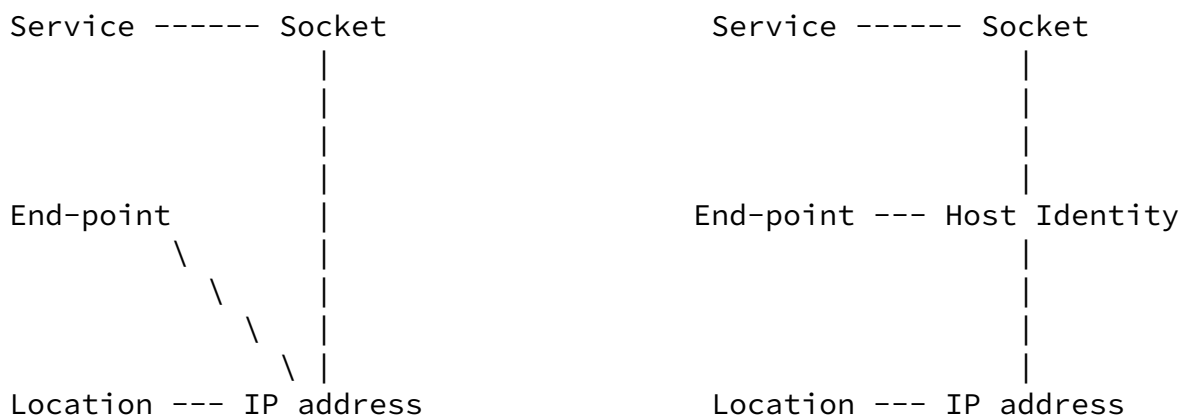 Service ------ Socket Service ------ Socket
End-point End-point --- Host Identity
Location --- IP address Location --- IP address